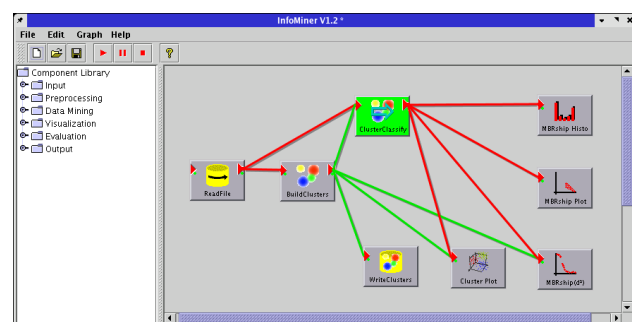 InfoMiner V1.2 *
File Edit Graph Help
Component Library
Input
Preprocessing
Data Mining
Visualization
Evaluation
Output
ClusterClassify
MBRship Histo
ReadFile
BuildClusters
MBRship Plot
WriteClusters
Cluster Plot
MBRship(d²)